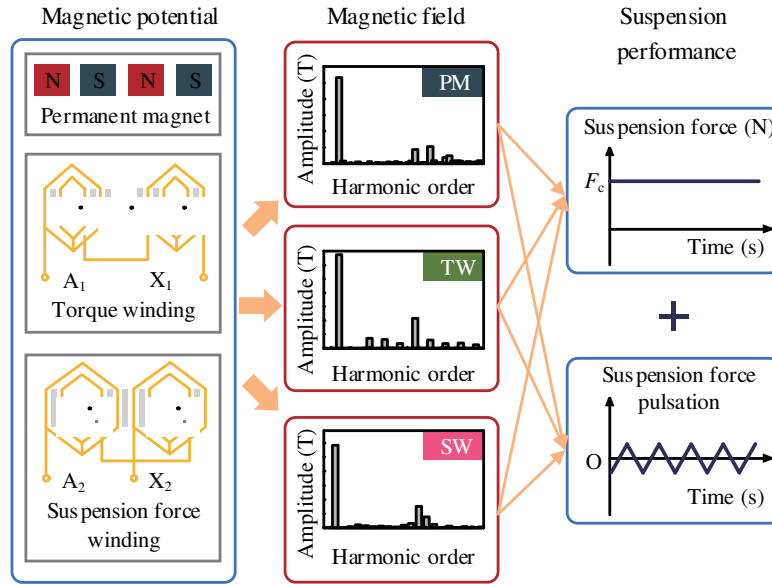 Magnetic potential
N S N S
Permanent magnet
A1 X1
Torque winding
A2 X2
Suspension force
winding
Magnetic field
Amplitude (T)
PM
Harmonic order
Amplitude (T)
TW
Harmonic order
Amplitude (T)
SW
Harmonic order
Suspension
performance
Suspension force (N)
Fc
Time (s)
+
Suspension force
pulsation
O
Time (s)